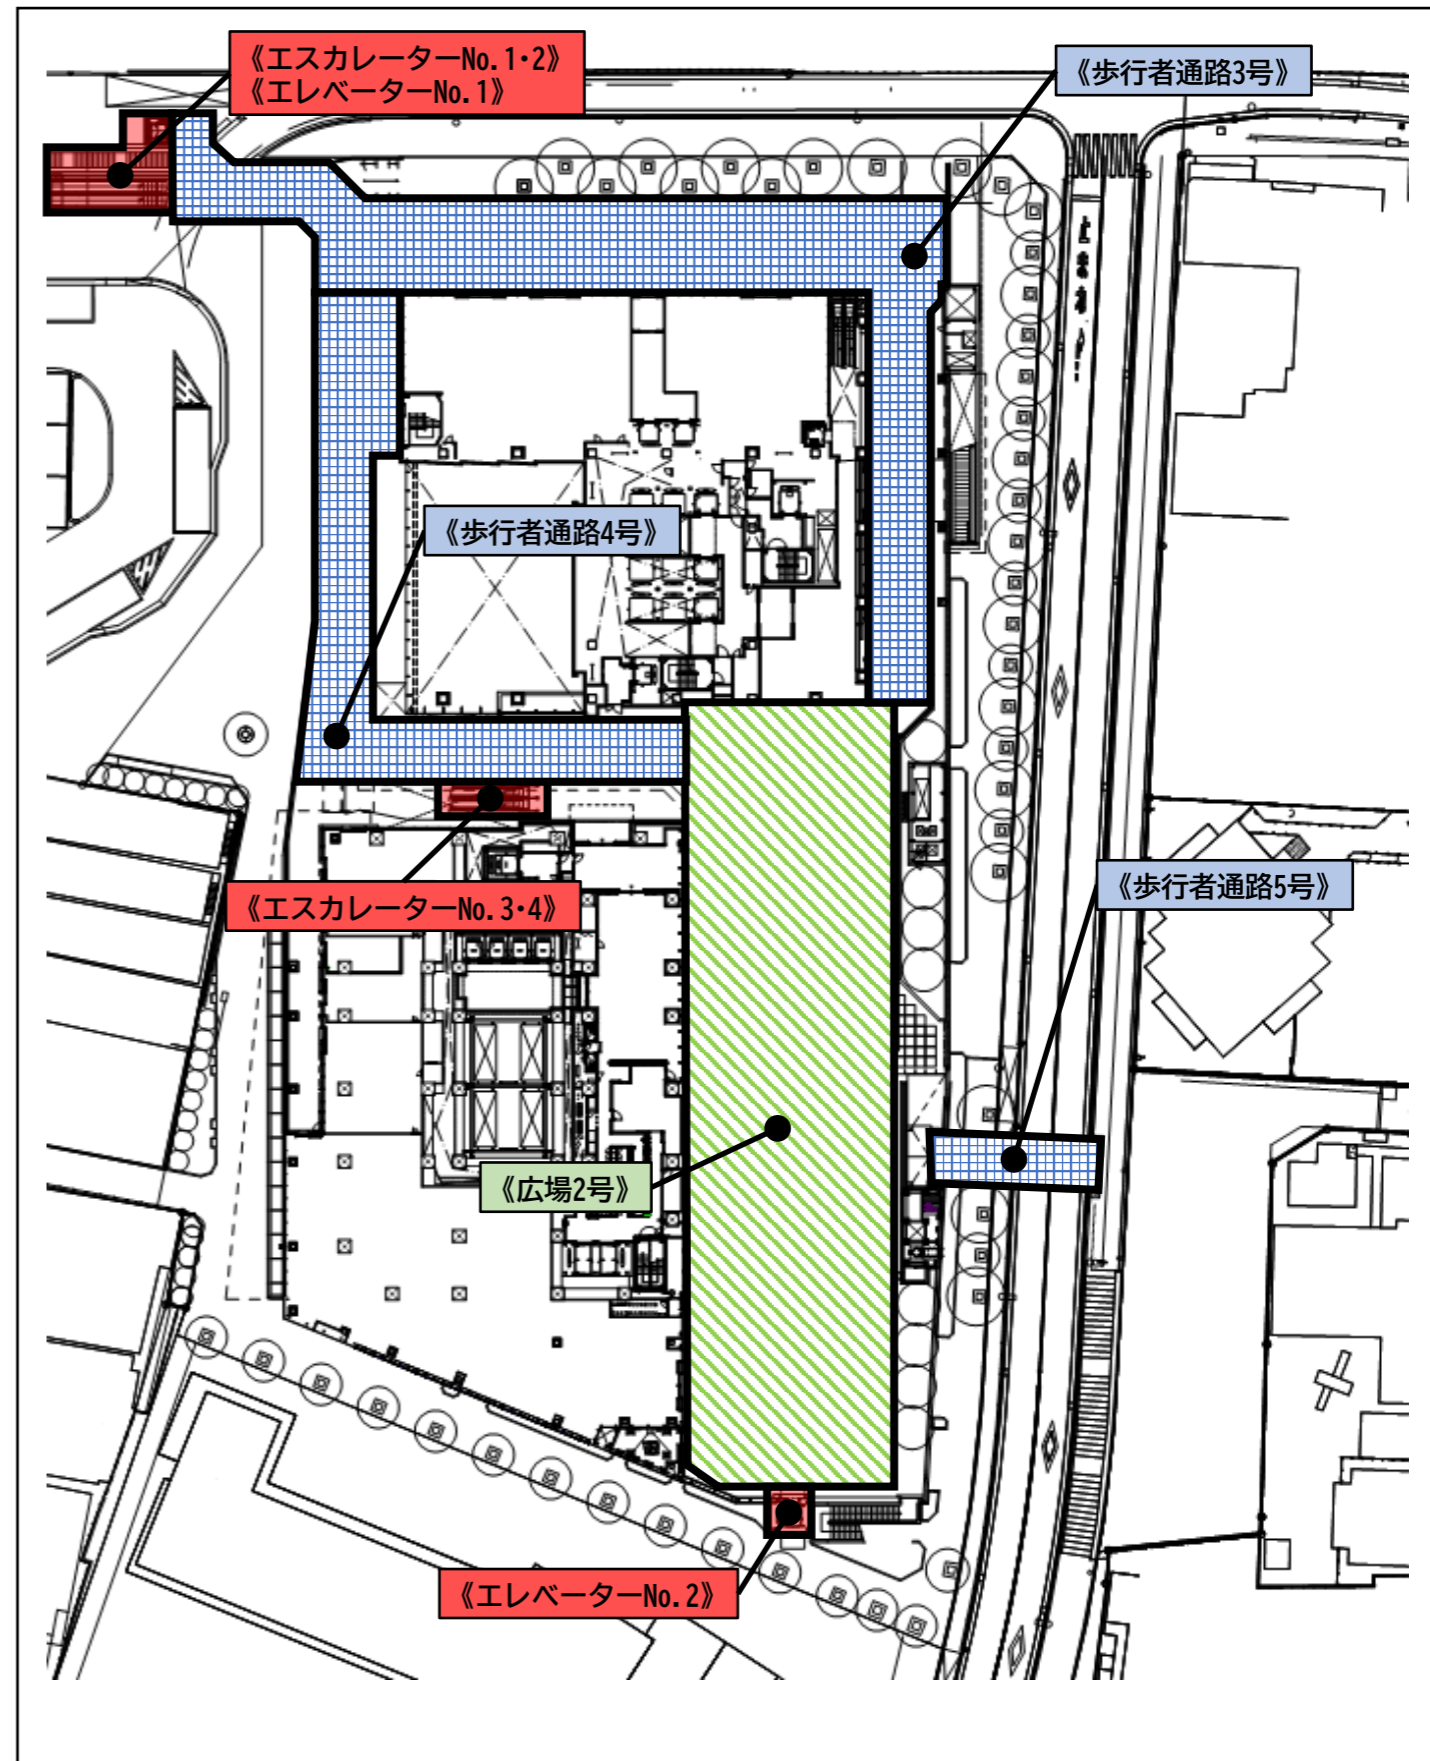 《エスカレーターNo.1・2》
《エレベーターNo.1》
《歩行者通路3号》
《歩行者通路4号》
《歩行者通路5号》
《エスカレーターNo.3・4》
《広場2号》
《エレベーターNo.2》